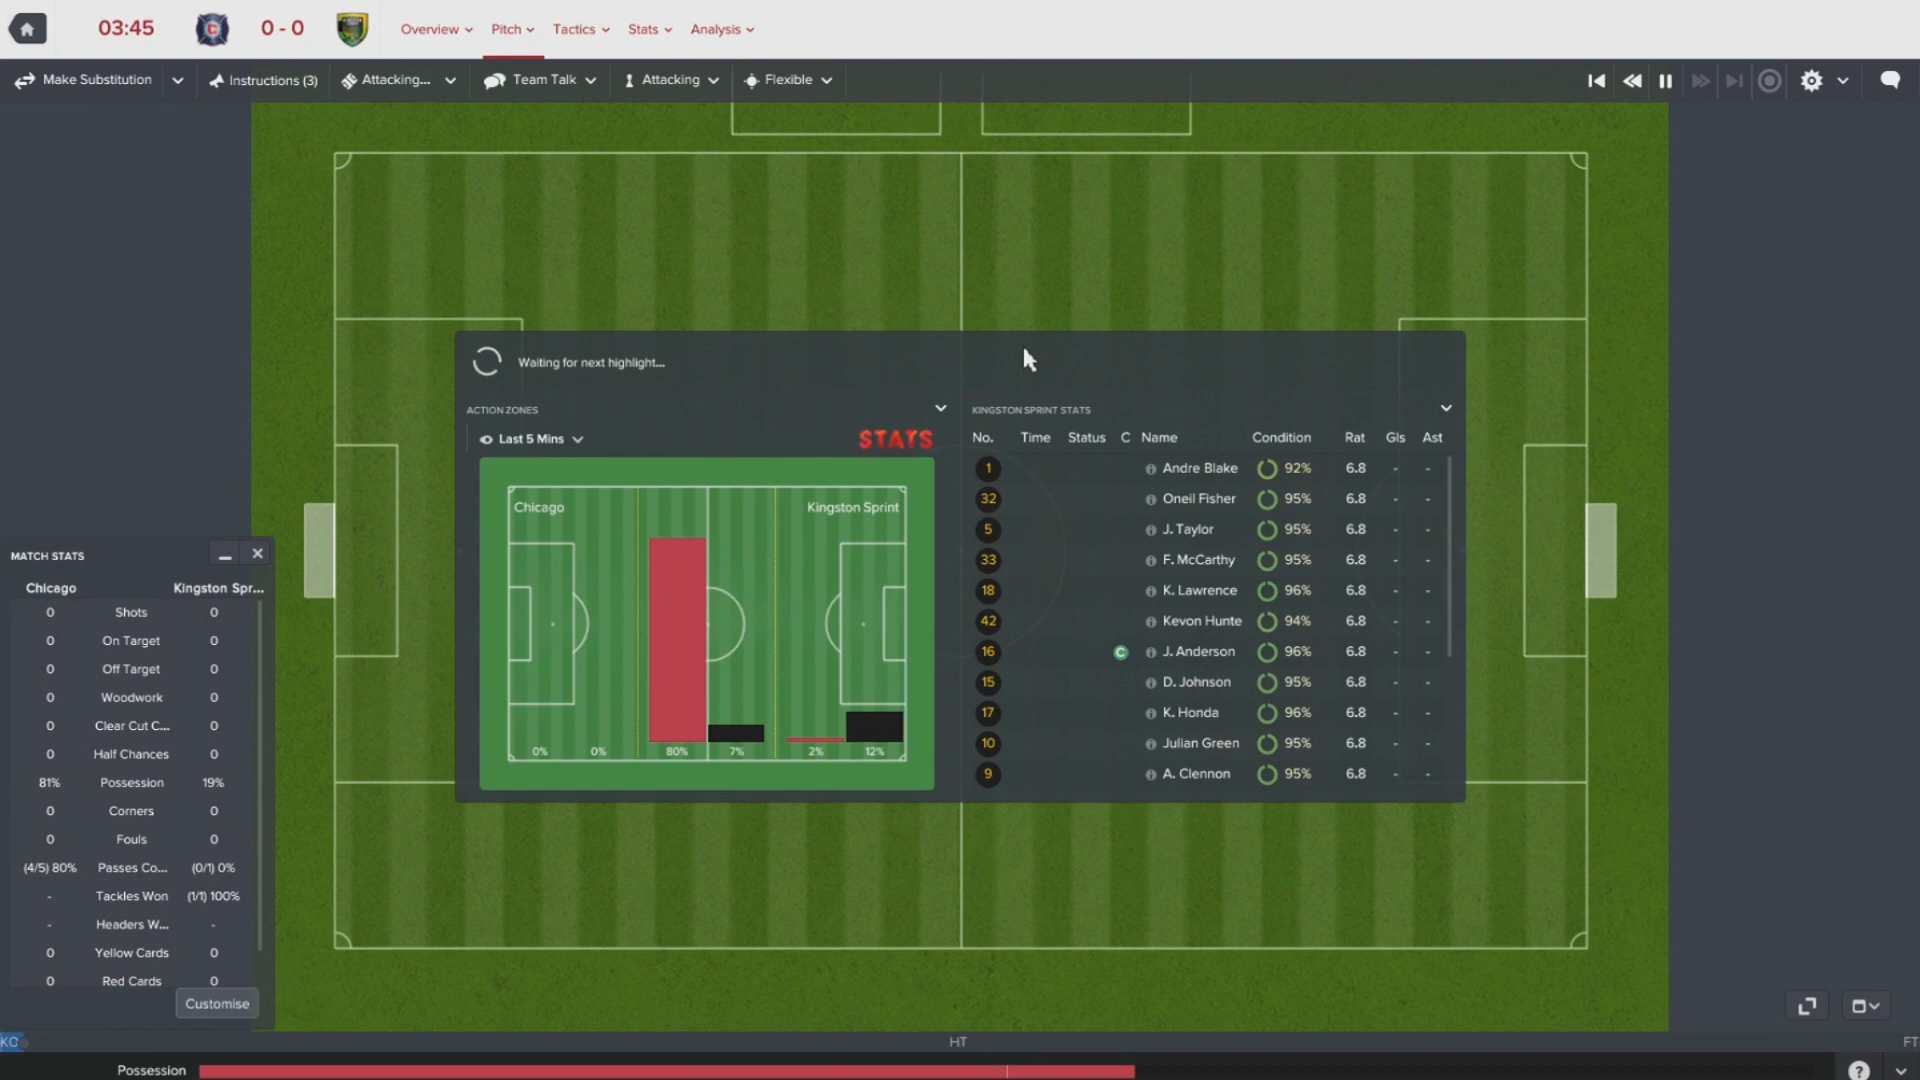 03:45 0 - 0 Overview Pitch Tactics Stats Analysis
Make Substitution Instructions (3) Attacking... Team Talk Attacking Flexible
Waiting for next highlight...
ACTION ZONES
Last 5 Mins STATS
Chicago Kingston Sprint
0% 0% 80% 7% 2% 12%
KINGSTON SPRINT STATS
No. Time Status C Name Condition Rat Gls Ast
1 Andre Blake 92% 6.8 - -
32 Oneil Fisher 95% 6.8 - -
5 J. Taylor 95% 6.8 - -
33 F. McCarthy 95% 6.8 - -
18 K. Lawrence 96% 6.8 - -
42 Kevon Hunte 94% 6.8 - -
16 C J. Anderson 96% 6.8 - -
15 D. Johnson 95% 6.8 - -
17 K. Honda 96% 6.8 - -
10 Julian Green 95% 6.8 - -
9 A. Clennon 95% 6.8 - -
MATCH STATS
Chicago Kingston Spr...
0 Shots 0
0 On Target 0
0 Off Target 0
0 Woodwork 0
0 Clear Cut C... 0
0 Half Chances 0
81% Possession 19%
0 Corners 0
0 Fouls 0
(4/5) 80% Passes Co... (0/1) 0%
- Tackles Won (1/1) 100%
- Headers W... -
0 Yellow Cards 0
0 Red Cards 0
Customise
KO HT FT
Possession ?